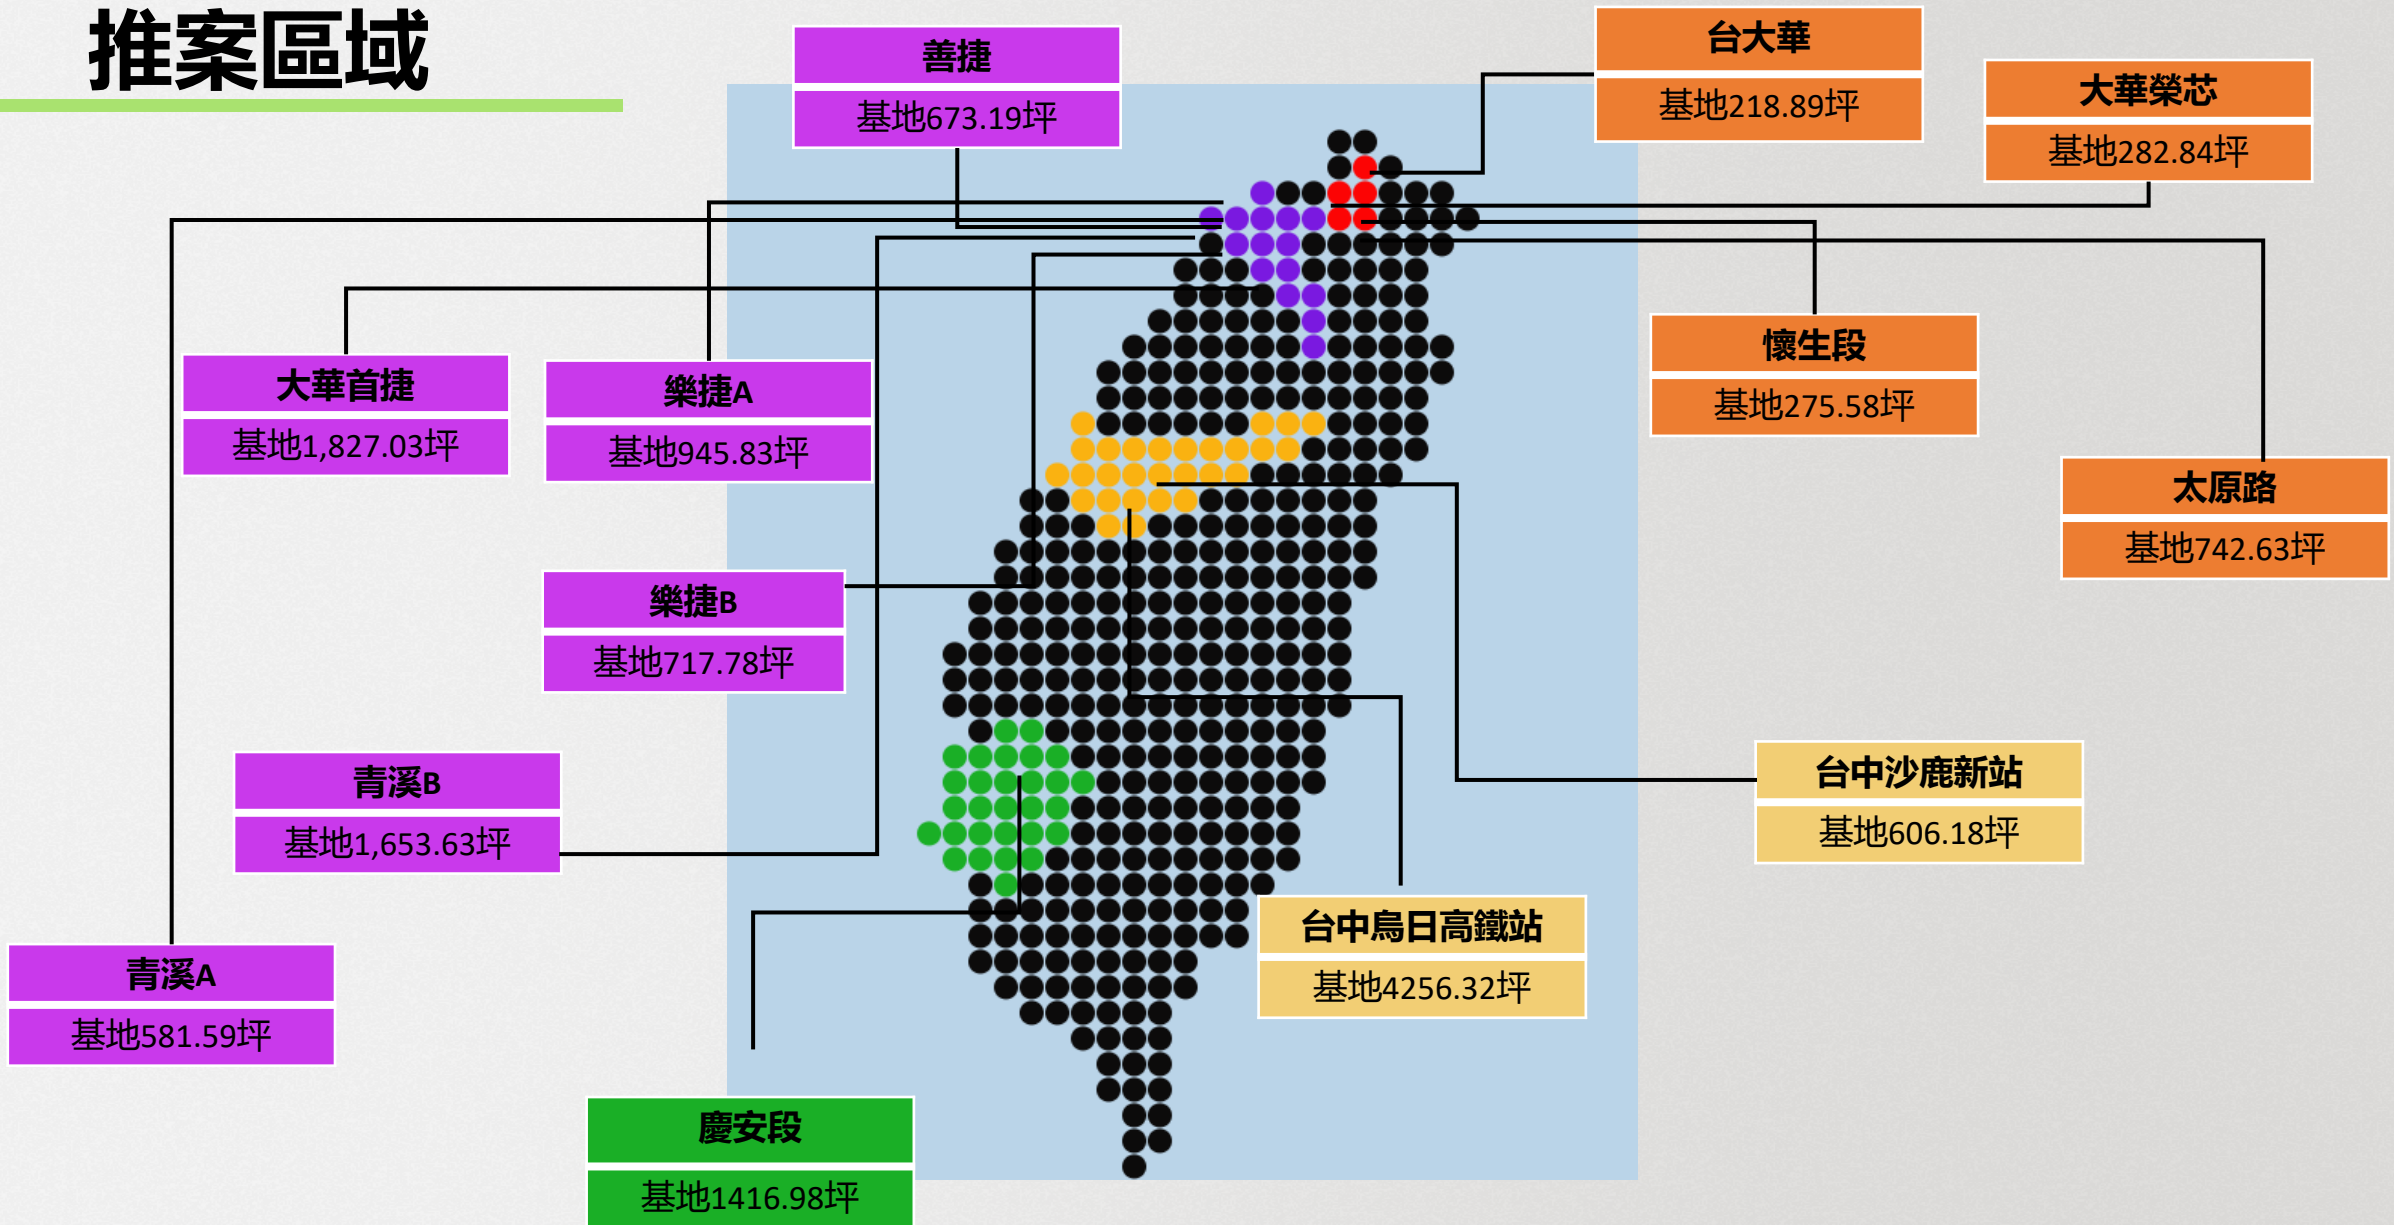 推案區域
善捷
基地673.19坪
台大華
基地218.89坪
大華榮芯
基地282.84坪
大華首捷
基地1,827.03坪
樂捷A
基地945.83坪
懷生段
基地275.58坪
太原路
基地742.63坪
樂捷B
基地717.78坪
青溪B
基地1,653.63坪
台中沙鹿新站
基地606.18坪
台中烏日高鐵站
基地4256.32坪
青溪A
基地581.59坪
慶安段
基地1416.98坪